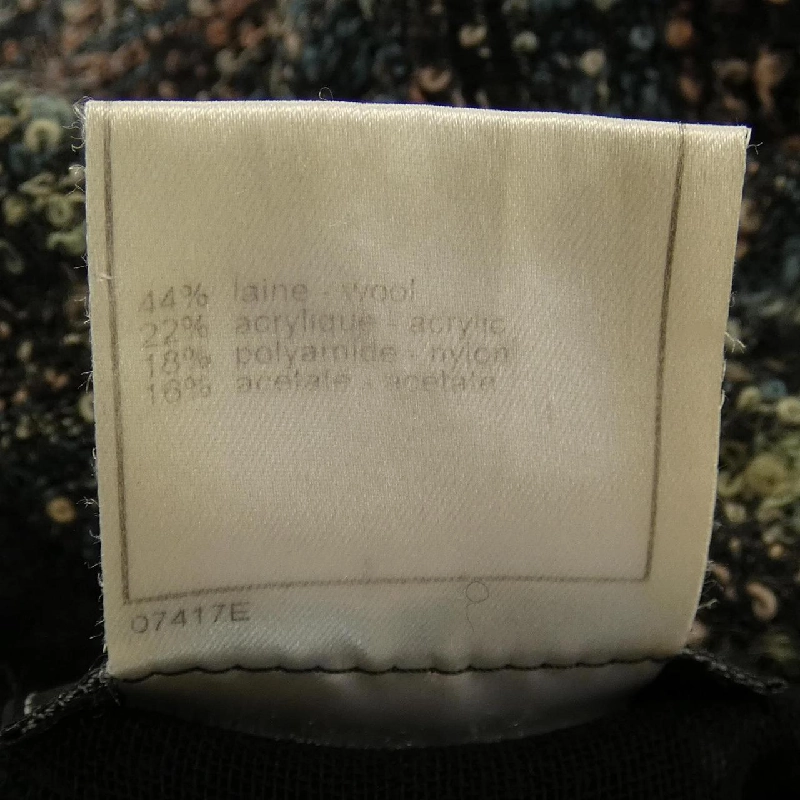 44% laine - wool
22% acrylique - acrylic
18% polyamide - nylon
16% acetate - acetate
07417E